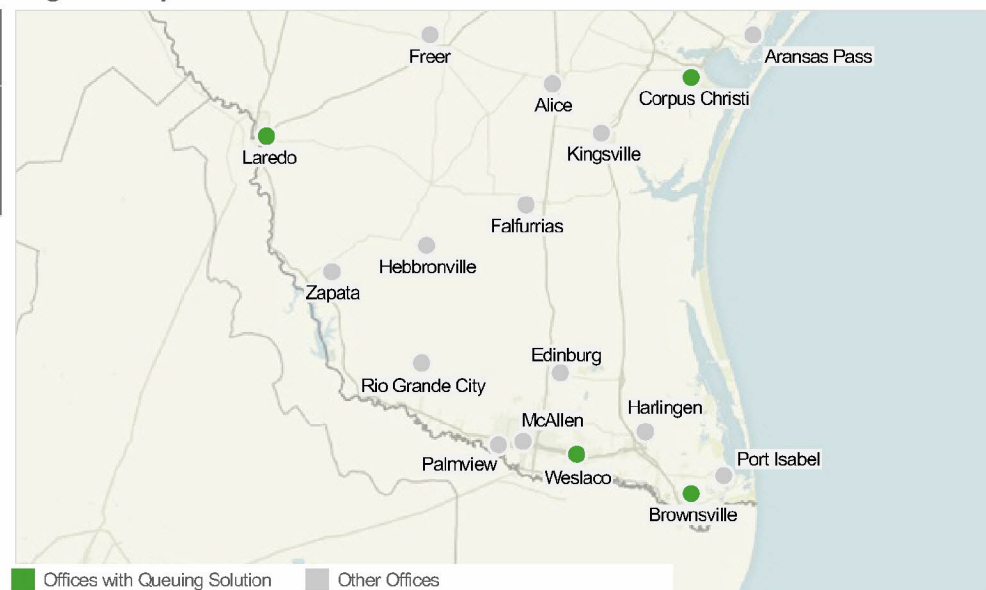 Freer
Aransas Pass
Alice
Corpus Christi
Kingsville
Laredo
Falfurrias
Hebbronville
Zapata
Edinburg
Rio Grande City
Harlingen
McAllen
Palmview
Port Isabel
Weslaco
Brownsville
Offices with Queuing Solution
Other Offices